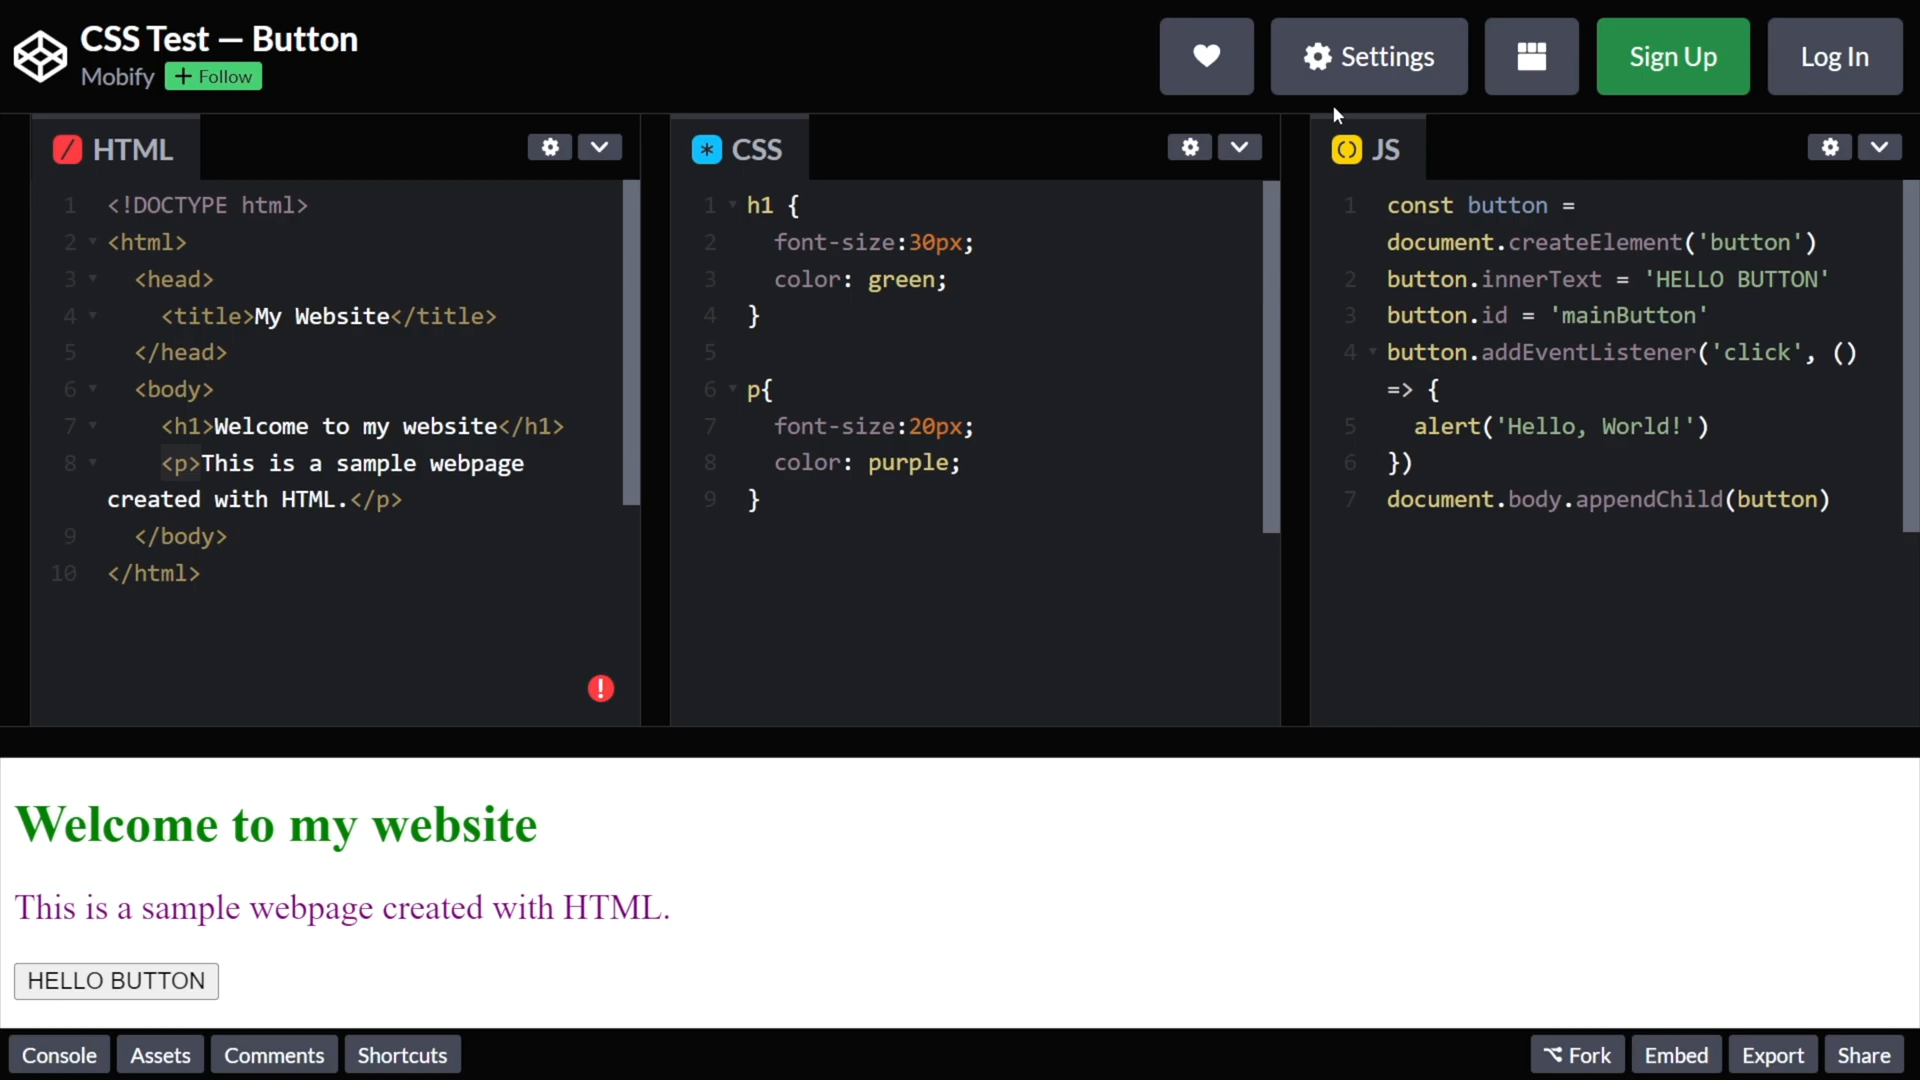 CSS Test — Button
Mobify + Follow
Settings
Sign Up
Log In
HTML
1 <!DOCTYPE html>
2 <html>
3 <head>
4 <title>My Website</title>
5 </head>
6 <body>
7 <h1>Welcome to my website</h1>
8 <p>This is a sample webpage
created with HTML.</p>
9 </body>
10 </html>
CSS
1 h1 {
2 font-size:30px;
3 color: green;
4 }
5
6 p{
7 font-size:20px;
8 color: purple;
9 }
JS
1 const button =
document.createElement('button')
2 button.innerText = 'HELLO BUTTON'
3 button.id = 'mainButton'
4 button.addEventListener('click', ()
=> {
5 alert('Hello, World!')
6 })
7 document.body.appendChild(button)
Welcome to my website
This is a sample webpage created with HTML.
HELLO BUTTON
Console Assets Comments Shortcuts Fork Embed Export Share